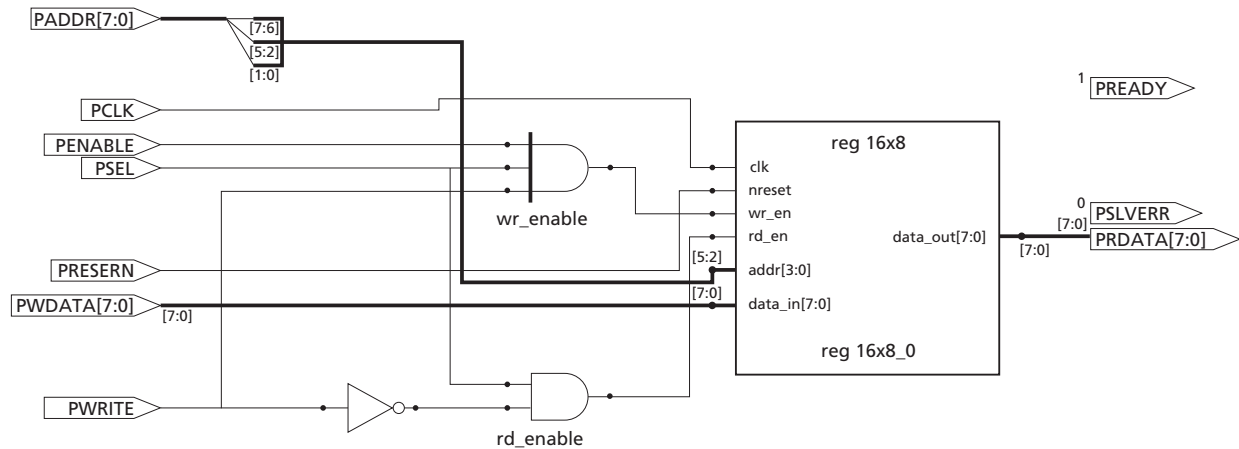 PADDR[7:0]
[7:6]
[5:2]
[1:0]
1
PREADY
PCLK
PENABLE
PSEL
wr_enable
reg 16x8
clk
nreset
wr_en
rd_en
data_out[7:0]
[7:0]
0
PSLVERR
[7:0]
PRDATA[7:0]
PRESERN
[5:2]
addr[3:0]
PWDATA[7:0]
[7:0]
[7:0]
data_in[7:0]
reg 16x8_0
PWRITE
rd_enable